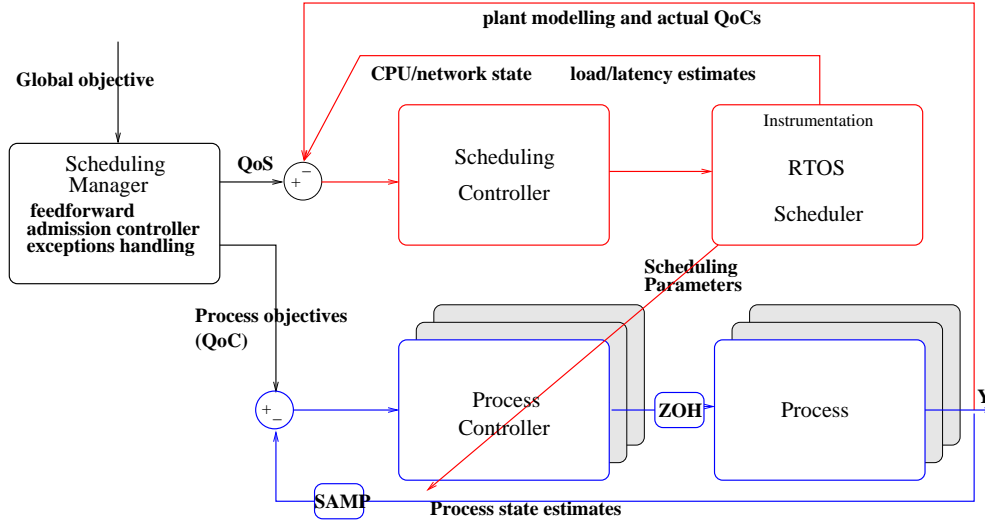 plant modelling and actual QoCs
CPU/network state load/latency estimates
Global objective
Scheduling
Manager
feedforward
admission controller
exceptions handling
QoS
+ −
Scheduling
Controller
Instrumentation
RTOS
Scheduler
Scheduling
Parameters
Process objectives
(QoC)
+ −
Process
Controller
ZOH
Process
Y
SAMP
Process state estimates